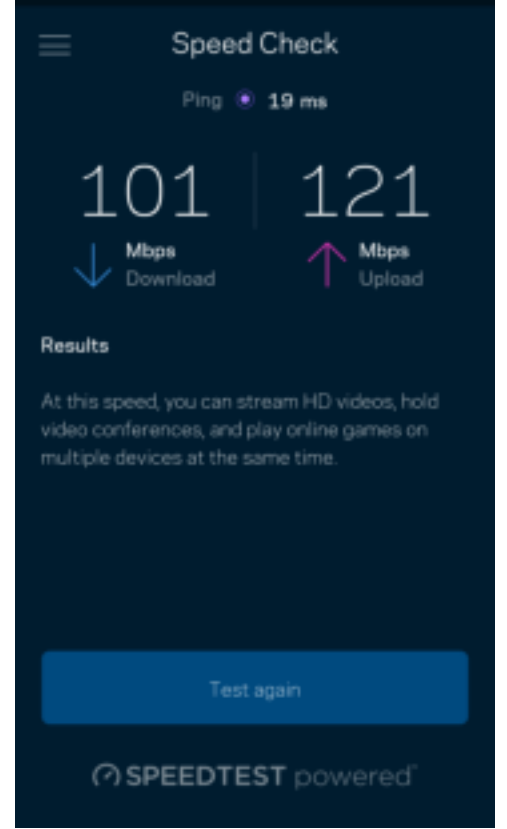 Speed Check
Ping 19 ms
101 121
Mbps Mbps
Download Upload
Results
At this speed, you can stream HD videos, hold
video conferences, and play online games on
multiple devices at the same time.
Test again
SPEEDTEST powered™